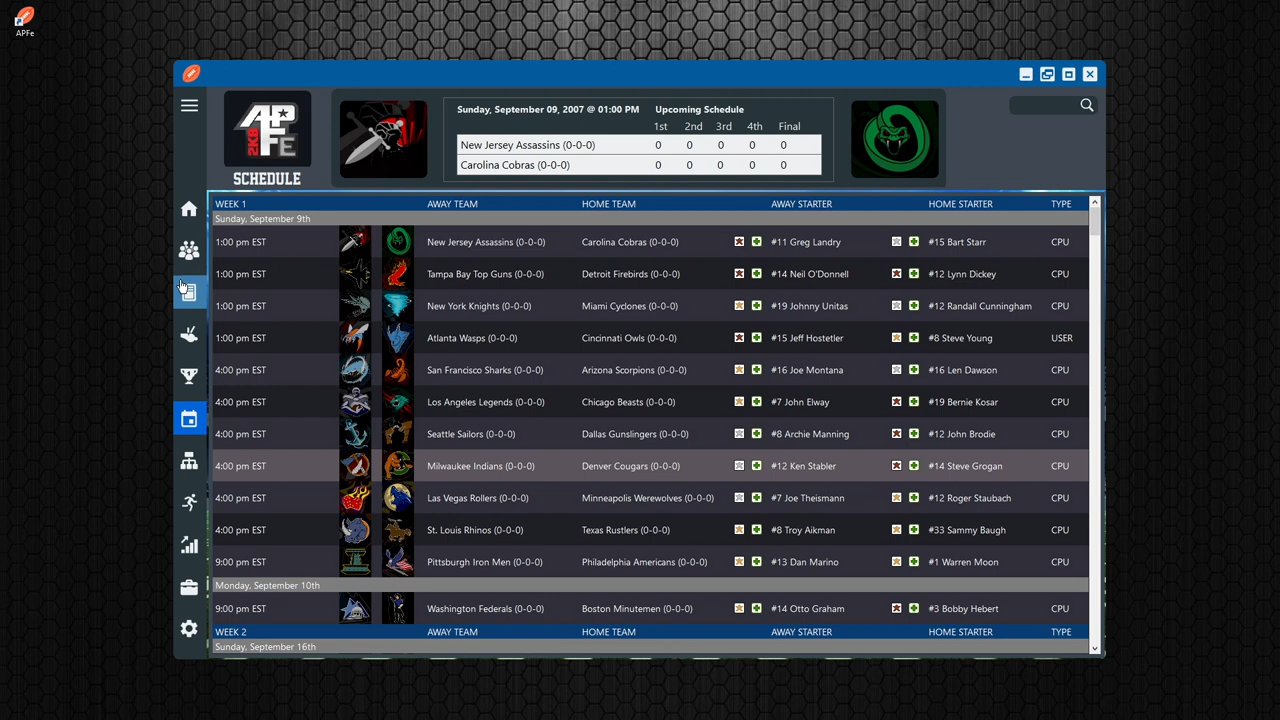 APFe
APFe
2K8
SCHEDULE
Sunday, September 09, 2007 @ 01:00 PM Upcoming Schedule
1st 2nd 3rd 4th Final
New Jersey Assassins (0-0-0) 0 0 0 0 0
Carolina Cobras (0-0-0) 0 0 0 0 0
WEEK 1 AWAY TEAM HOME TEAM AWAY STARTER HOME STARTER TYPE
Sunday, September 9th
1:00 pm EST New Jersey Assassins (0-0-0) Carolina Cobras (0-0-0) #11 Greg Landry #15 Bart Starr CPU
1:00 pm EST Tampa Bay Top Guns (0-0-0) Detroit Firebirds (0-0-0) #14 Neil O'Donnell #12 Lynn Dickey CPU
1:00 pm EST New York Knights (0-0-0) Miami Cyclones (0-0-0) #19 Johnny Unitas #12 Randall Cunningham CPU
1:00 pm EST Atlanta Wasps (0-0-0) Cincinnati Owls (0-0-0) #15 Jeff Hostetler #8 Steve Young USER
4:00 pm EST San Francisco Sharks (0-0-0) Arizona Scorpions (0-0-0) #16 Joe Montana #16 Len Dawson CPU
4:00 pm EST Los Angeles Legends (0-0-0) Chicago Beasts (0-0-0) #7 John Elway #19 Bernie Kosar CPU
4:00 pm EST Seattle Sailors (0-0-0) Dallas Gunslingers (0-0-0) #8 Archie Manning #12 John Brodie CPU
4:00 pm EST Milwaukee Indians (0-0-0) Denver Cougars (0-0-0) #12 Ken Stabler #14 Steve Grogan CPU
4:00 pm EST Las Vegas Rollers (0-0-0) Minneapolis Werewolves (0-0-0) #7 Joe Theismann #12 Roger Staubach CPU
4:00 pm EST St. Louis Rhinos (0-0-0) Texas Rustlers (0-0-0) #8 Troy Aikman #33 Sammy Baugh CPU
9:00 pm EST Pittsburgh Iron Men (0-0-0) Philadelphia Americans (0-0-0) #13 Dan Marino #1 Warren Moon CPU
Monday, September 10th
9:00 pm EST Washington Federals (0-0-0) Boston Minutemen (0-0-0) #14 Otto Graham #3 Bobby Hebert CPU
WEEK 2 AWAY TEAM HOME TEAM AWAY STARTER HOME STARTER TYPE
Sunday, September 16th